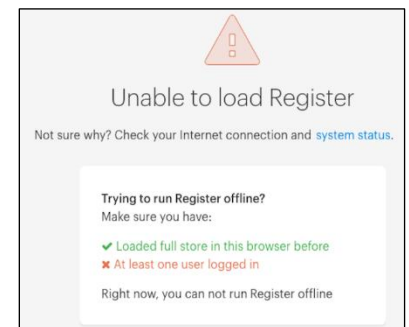 Unable to load Register
Not sure why? Check your Internet connection and system status.
Trying to run Register offline?
Make sure you have:
✔ Loaded full store in this browser before
✖ At least one user logged in
Right now, you can not run Register offline